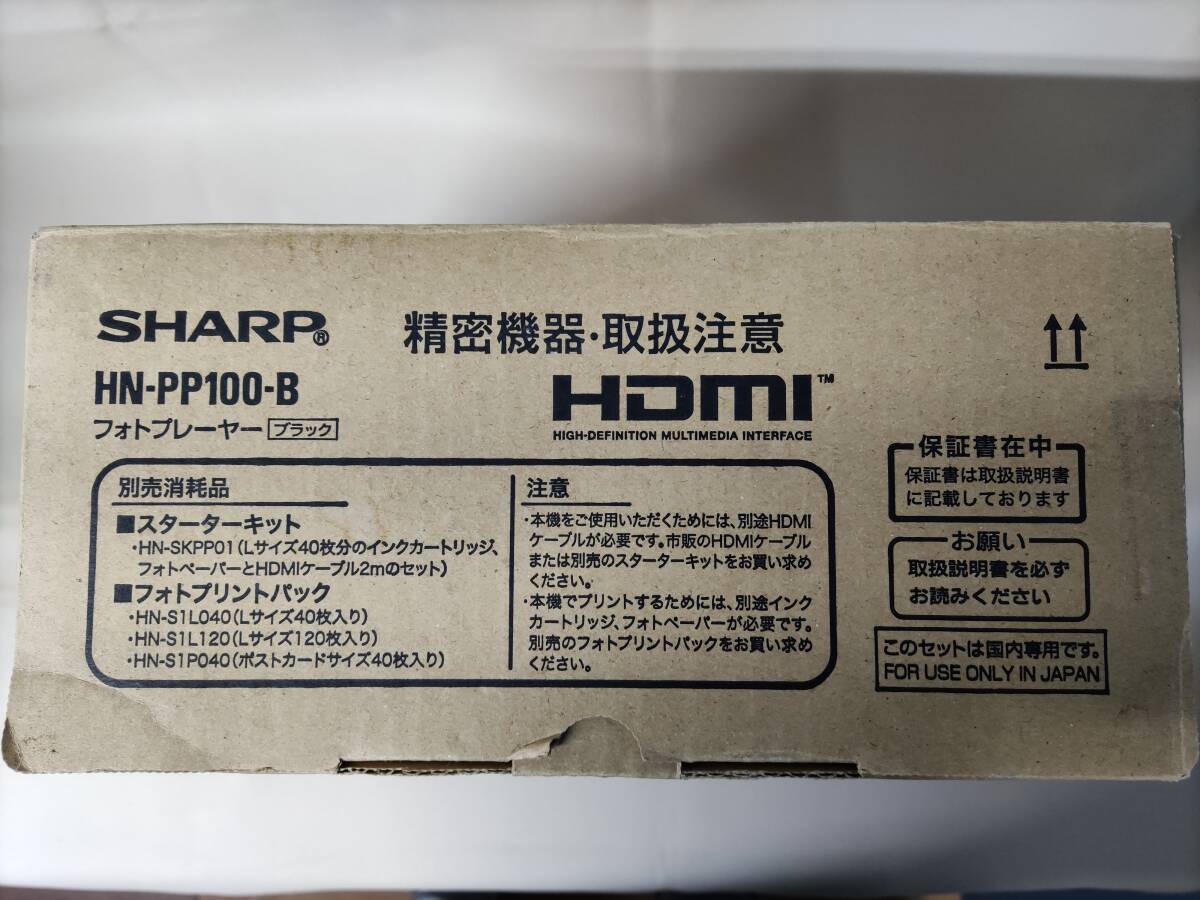 SHARP®
精密機器・取扱注意
HN-PP100-B
フォトプレーヤー ブラック
HDMI™
HIGH-DEFINITION MULTIMEDIA INTERFACE
別売消耗品
■スターターキット
・HN-SKPP01(Lサイズ40枚分のインクカートリッジ、
フォトペーパーとHDMIケーブル2mのセット)
■フォトプリントパック
・HN-S1L040(Lサイズ40枚入り)
・HN-S1L120(Lサイズ120枚入り)
・HN-S1P040(ポストカードサイズ40枚入り)
注意
・本機をご使用いただくためには、別途HDMI
ケーブルが必要です。市販のHDMIケーブル
または別売のスターターキットをお買い求め
ください。
・本機でプリントするためには、別途インク
カートリッジ、フォトペーパーが必要です。
別売のフォトプリントパックをお買い求め
ください。
保証書在中
保証書は取扱説明書
に記載しております
お願い
取扱説明書を必ず
お読みください
このセットは国内専用です。
FOR USE ONLY IN JAPAN